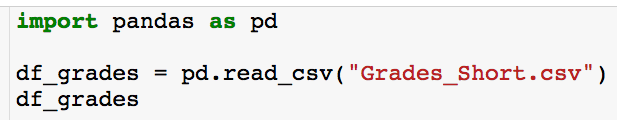 import pandas as pd
df_grades = pd.read_csv("Grades_Short.csv")
df_grades